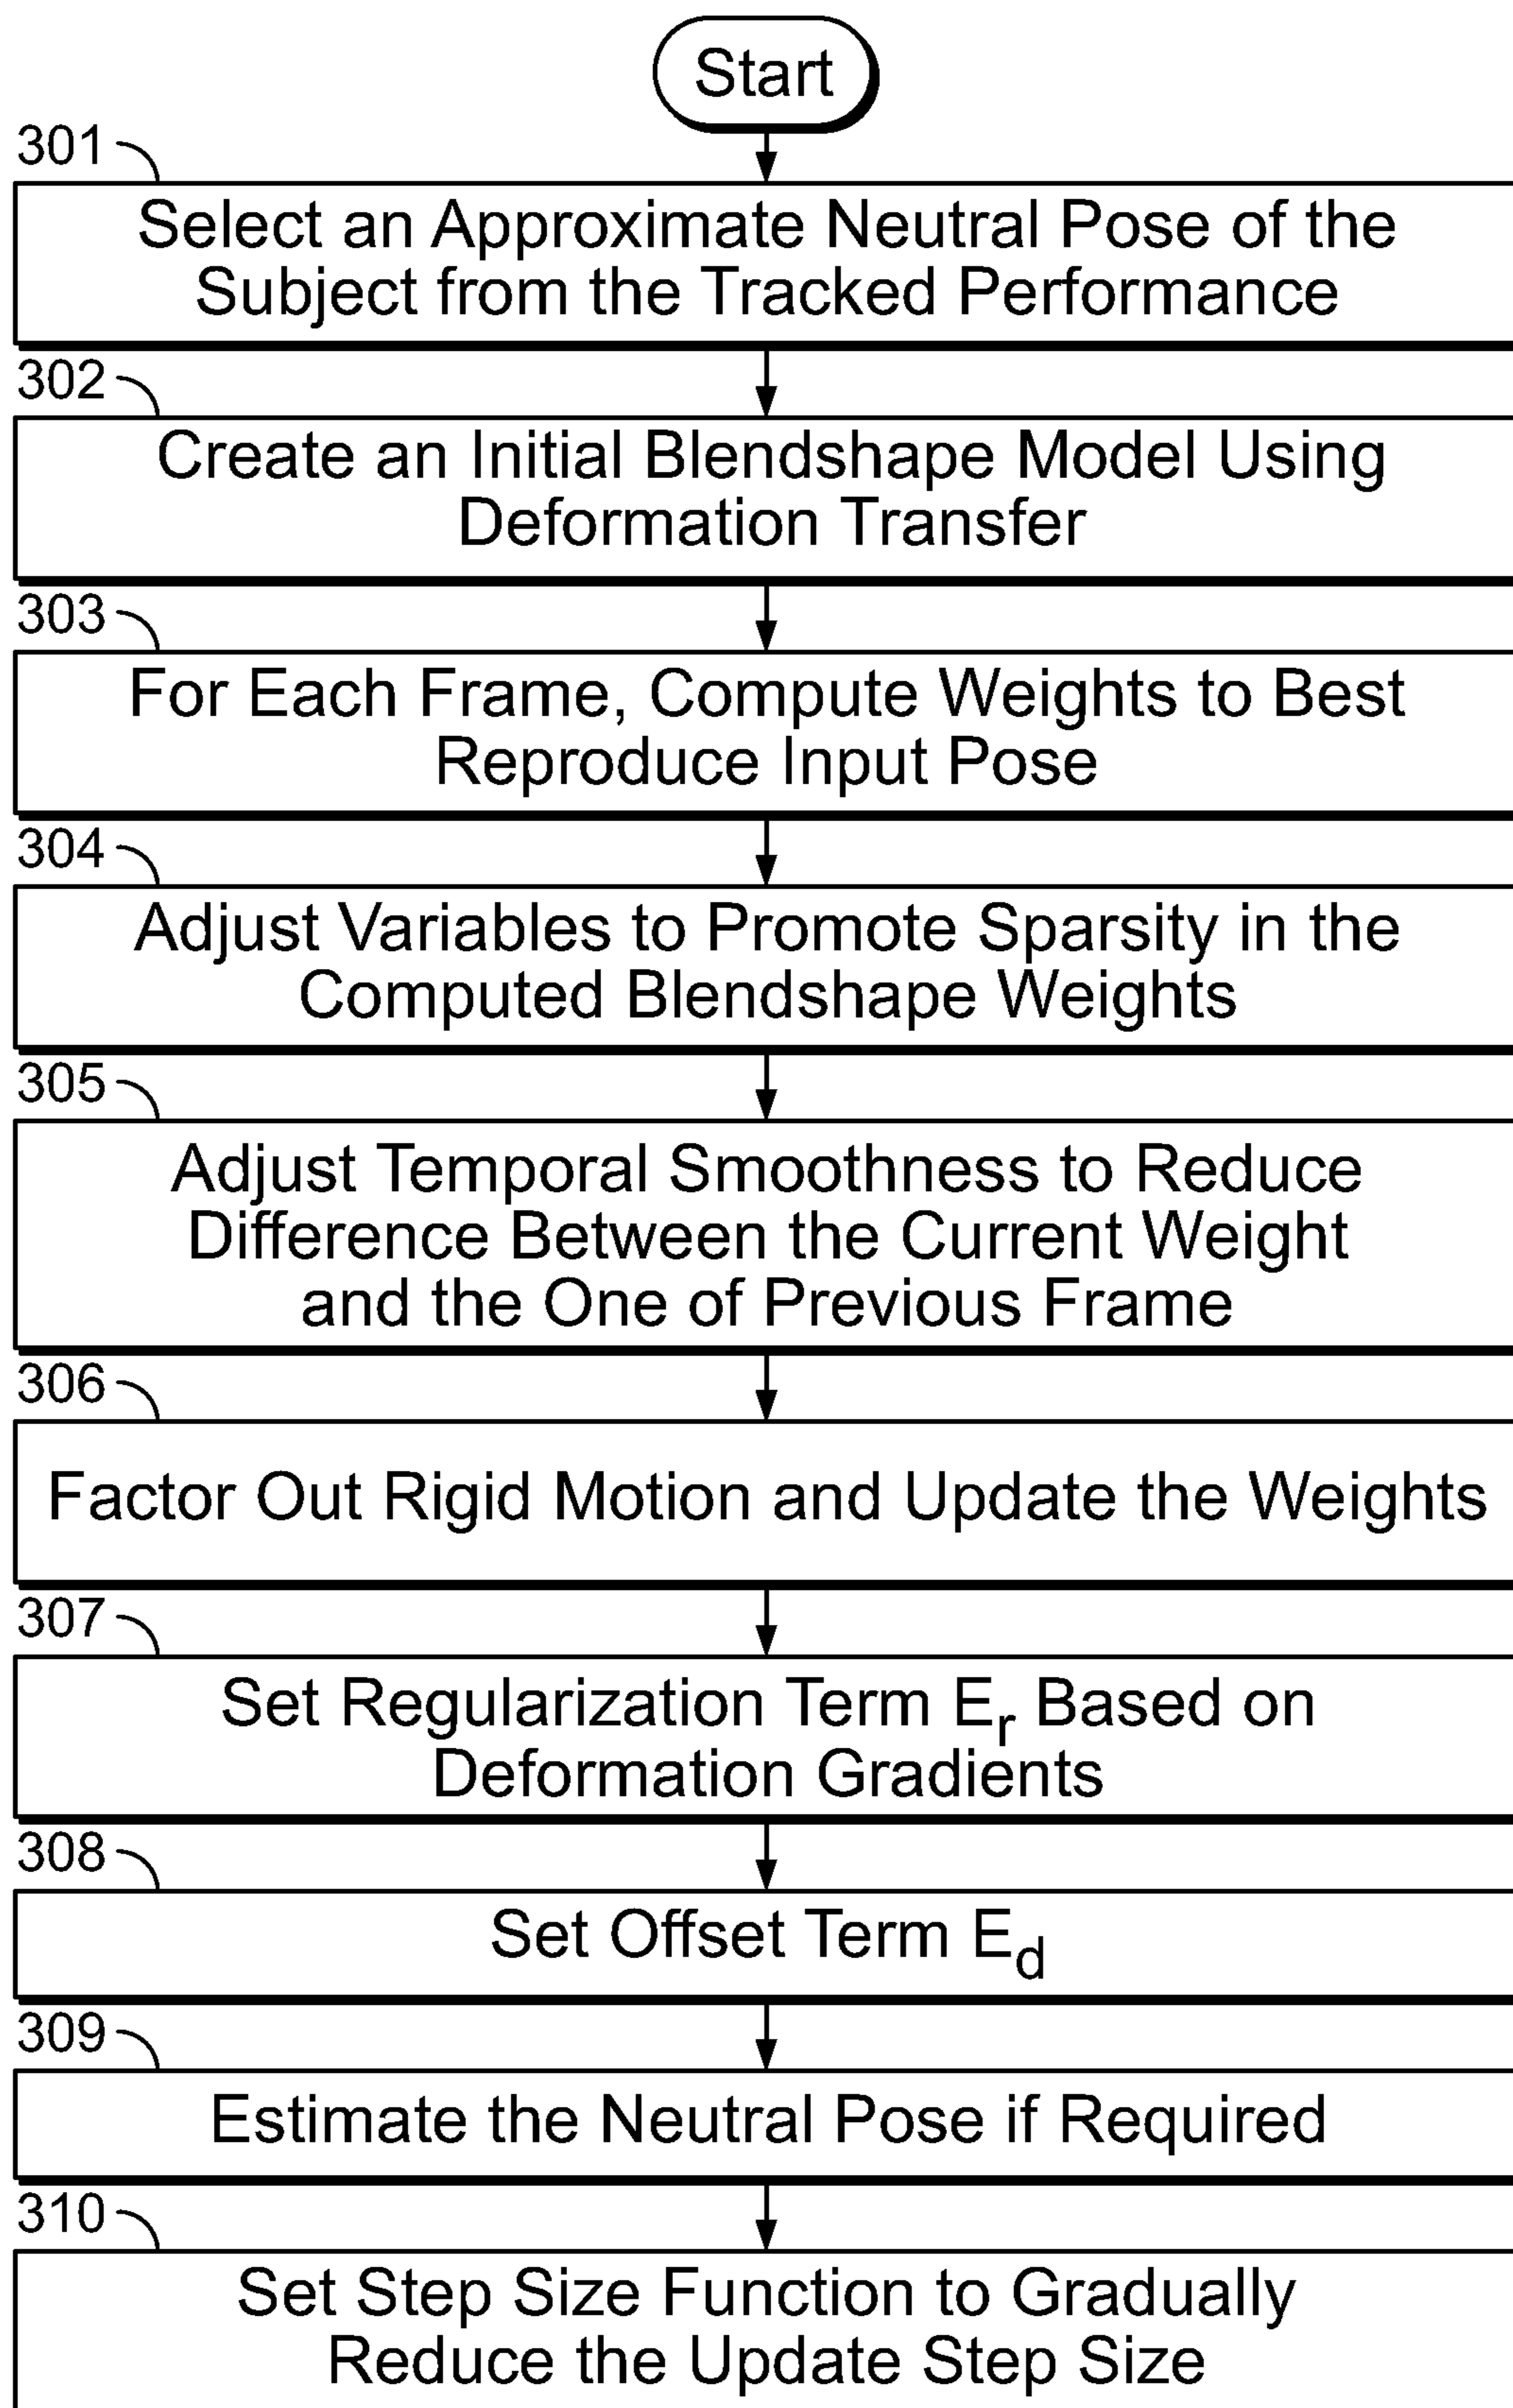 Start
301
Select an Approximate Neutral Pose of the
Subject from the Tracked Performance
302
Create an Initial Blendshape Model Using
Deformation Transfer
303
For Each Frame, Compute Weights to Best
Reproduce Input Pose
304
Adjust Variables to Promote Sparsity in the
Computed Blendshape Weights
305
Adjust Temporal Smoothness to Reduce
Difference Between the Current Weight
and the One of Previous Frame
306
Factor Out Rigid Motion and Update the Weights
307
Set Regularization Term Er Based on
Deformation Gradients
308
Set Offset Term Ed
309
Estimate the Neutral Pose if Required
310
Set Step Size Function to Gradually
Reduce the Update Step Size